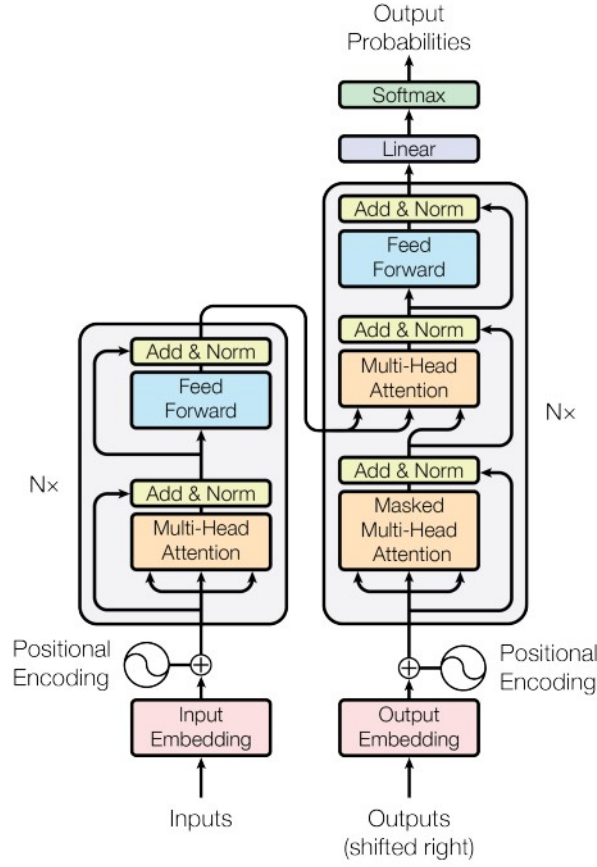 Output
Probabilities
Softmax
Linear
Add & Norm
Feed
Forward
Add & Norm
Multi-Head
Attention
Add & Norm
Masked
Multi-Head
Attention
Nx
Add & Norm
Feed
Forward
Add & Norm
Multi-Head
Attention
N×
Positional
Encoding
Positional
Encoding
Input
Embedding
Output
Embedding
Inputs
Outputs
(shifted right)